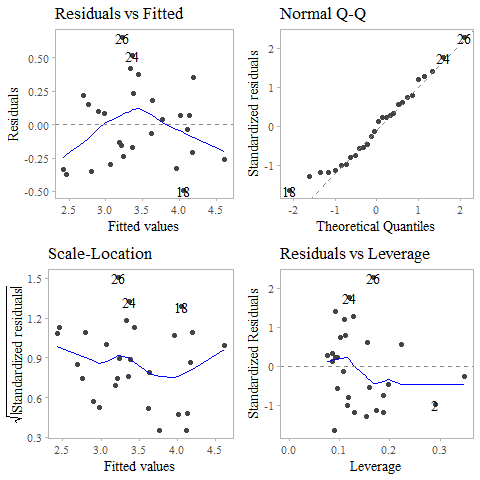 Residuals vs Fitted
Normal Q-Q
26
24
0.50
0.25
0.00
-0.25
-0.50
18
2.5 3.0 3.5 4.0 4.5
Residuals
Fitted values
26
24
2
1
0
-1
18
-2 -1 0 1 2
Standardized residuals
Theoretical Quantiles
Scale-Location
Residuals vs Leverage
26
24
18
1.5
1.2
0.9
0.6
0.3
2.5 3.0 3.5 4.0 4.5
√|Standardized residuals|
Fitted values
26
24
2
2
1
0
-1
0.0 0.1 0.2 0.3
Standardized Residuals
Leverage